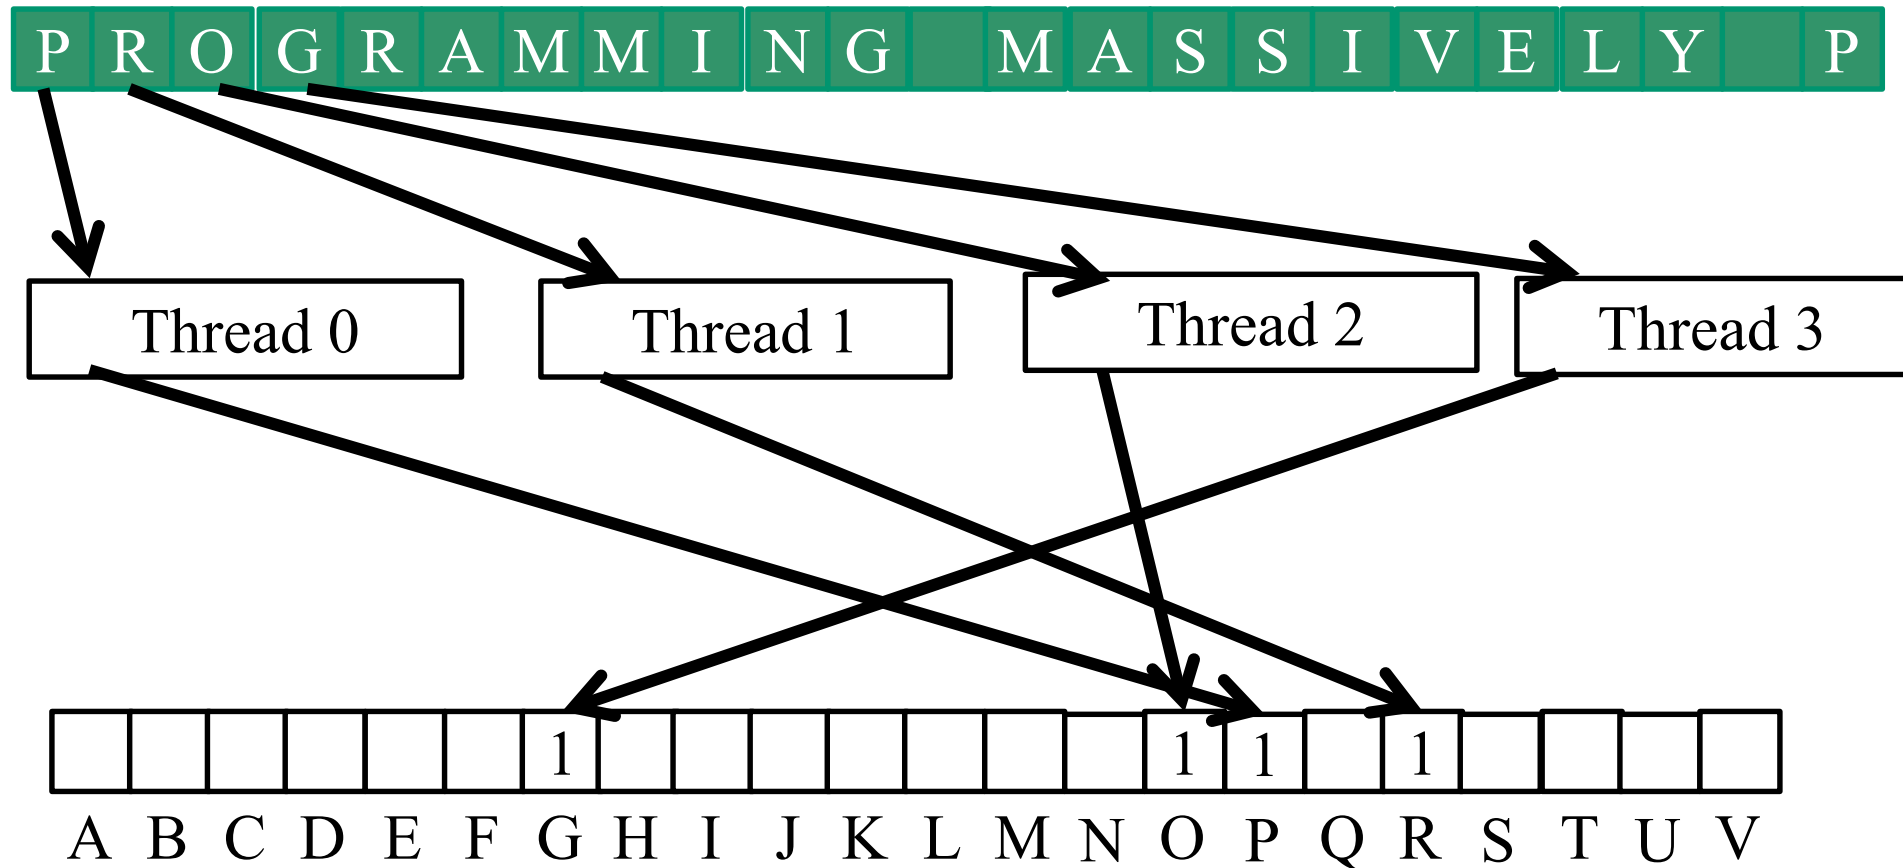 P R O G R A M M I N G M A S S I V E L Y P
Thread 0 Thread 1 Thread 2 Thread 3
1 1 1 1
A B C D E F G H I J K L M N O P Q R S T U V